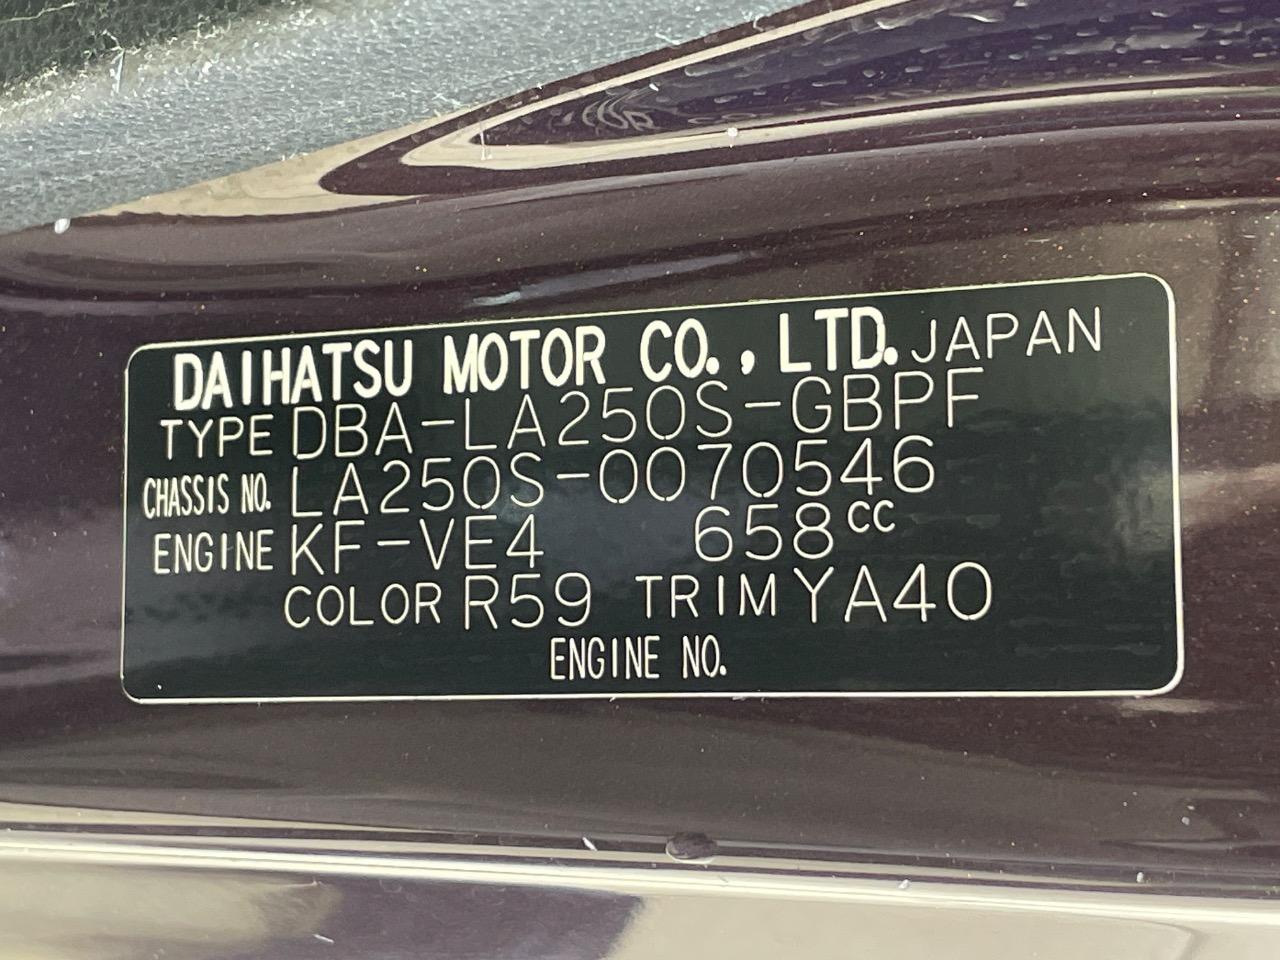 DAIHATSU MOTOR CO., LTD. JAPAN
TYPE DBA-LA250S-GBPF
CHASSIS NO. LA250S-0070546
ENGINE KF-VE4 658cc
COLOR R59 TRIM YA40
ENGINE NO.